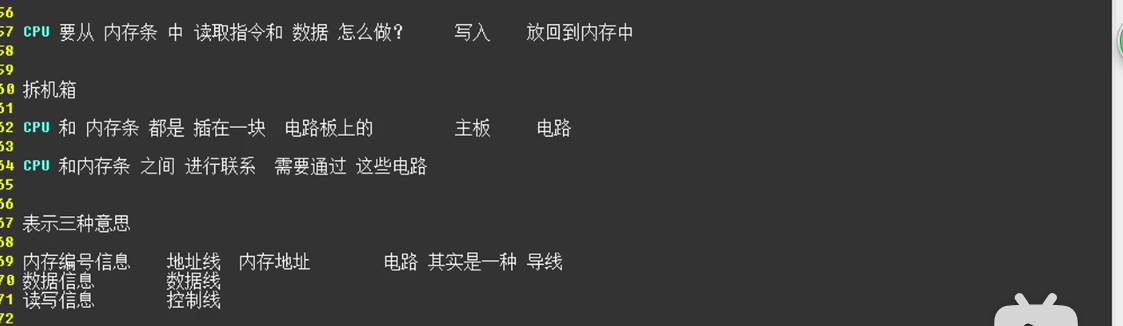 56
57 CPU 要从 内存条 中 读取指令和 数据 怎么做? 写入 放回到内存中
58
59
60 拆机箱
61
62 CPU 和 内存条 都是 插在一块 电路板上的 主板 电路
63
64 CPU 和内存条 之间 进行联系 需要通过 这些电路
65
66
67 表示三种意思
68
69 内存编号信息 地址线 内存地址 电路 其实是一种 导线
70 数据信息 数据线
71 读写信息 控制线
72